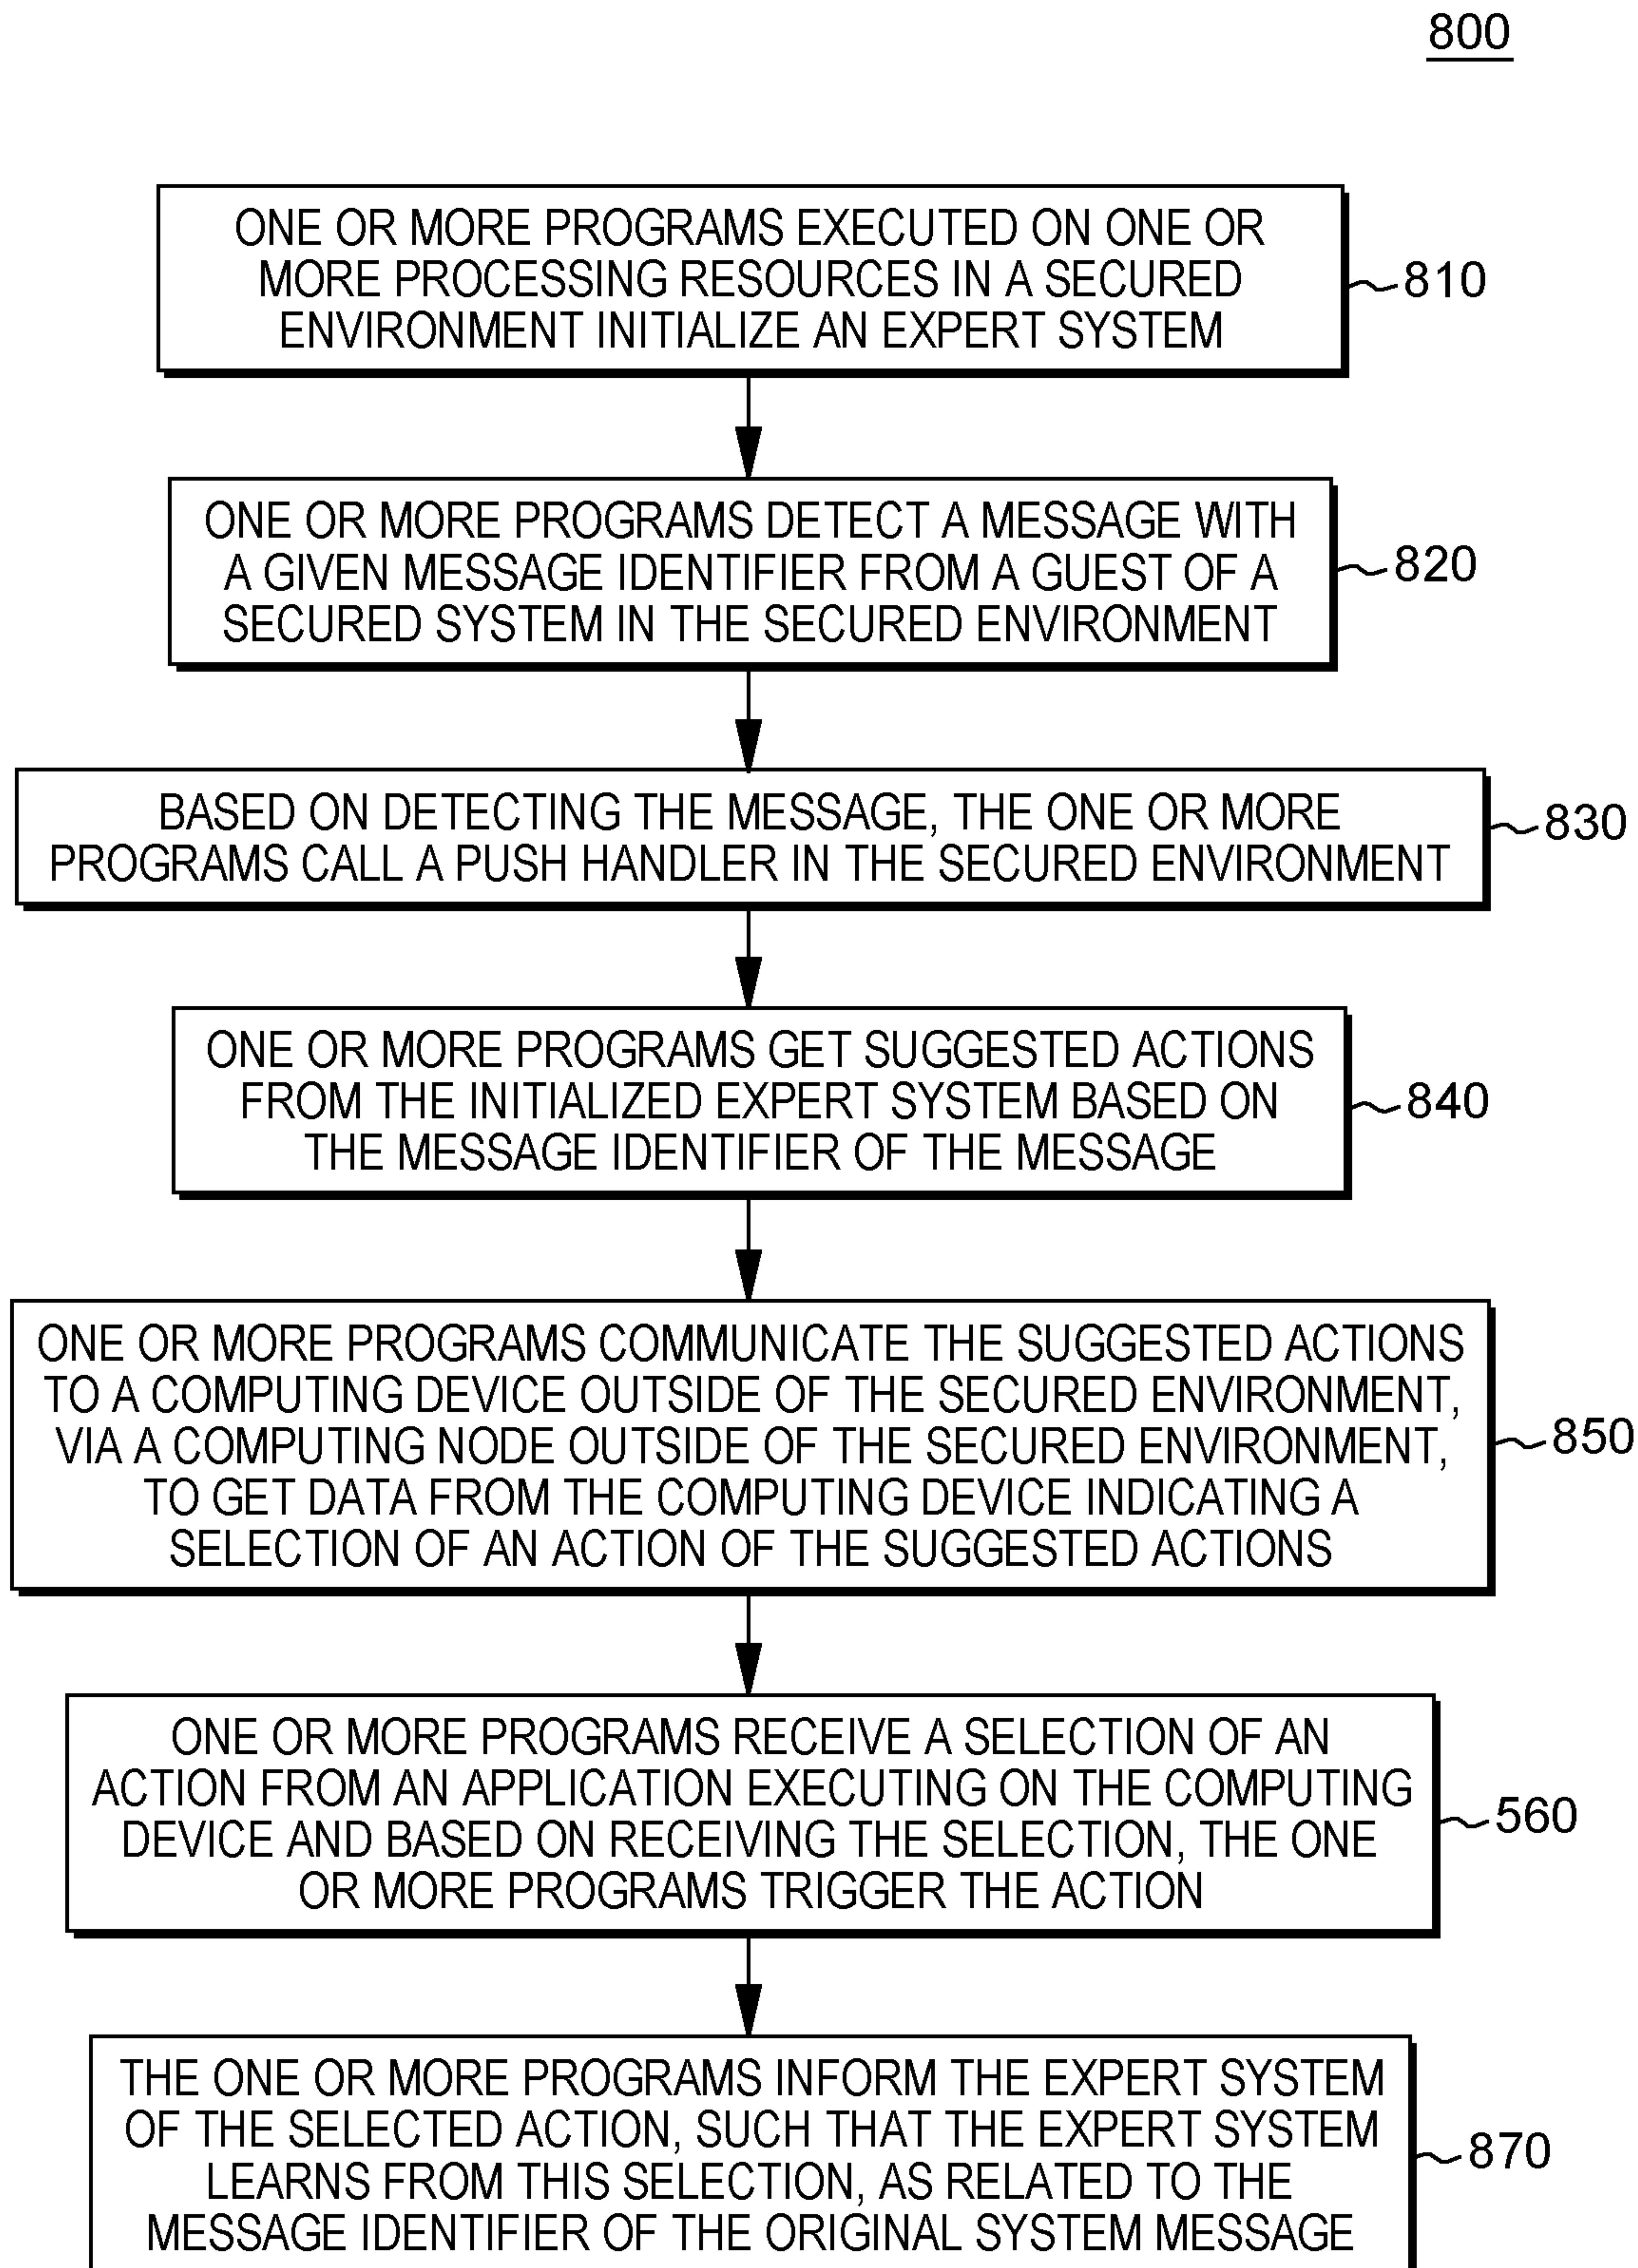 800
ONE OR MORE PROGRAMS EXECUTED ON ONE OR
MORE PROCESSING RESOURCES IN A SECURED
ENVIRONMENT INITIALIZE AN EXPERT SYSTEM
810
ONE OR MORE PROGRAMS DETECT A MESSAGE WITH
A GIVEN MESSAGE IDENTIFIER FROM A GUEST OF A
SECURED SYSTEM IN THE SECURED ENVIRONMENT
820
BASED ON DETECTING THE MESSAGE, THE ONE OR MORE
PROGRAMS CALL A PUSH HANDLER IN THE SECURED ENVIRONMENT
830
ONE OR MORE PROGRAMS GET SUGGESTED ACTIONS
FROM THE INITIALIZED EXPERT SYSTEM BASED ON
THE MESSAGE IDENTIFIER OF THE MESSAGE
840
ONE OR MORE PROGRAMS COMMUNICATE THE SUGGESTED ACTIONS
TO A COMPUTING DEVICE OUTSIDE OF THE SECURED ENVIRONMENT,
VIA A COMPUTING NODE OUTSIDE OF THE SECURED ENVIRONMENT,
TO GET DATA FROM THE COMPUTING DEVICE INDICATING A
SELECTION OF AN ACTION OF THE SUGGESTED ACTIONS
850
ONE OR MORE PROGRAMS RECEIVE A SELECTION OF AN
ACTION FROM AN APPLICATION EXECUTING ON THE COMPUTING
DEVICE AND BASED ON RECEIVING THE SELECTION, THE ONE
OR MORE PROGRAMS TRIGGER THE ACTION
560
THE ONE OR MORE PROGRAMS INFORM THE EXPERT SYSTEM
OF THE SELECTED ACTION, SUCH THAT THE EXPERT SYSTEM
LEARNS FROM THIS SELECTION, AS RELATED TO THE
MESSAGE IDENTIFIER OF THE ORIGINAL SYSTEM MESSAGE
870